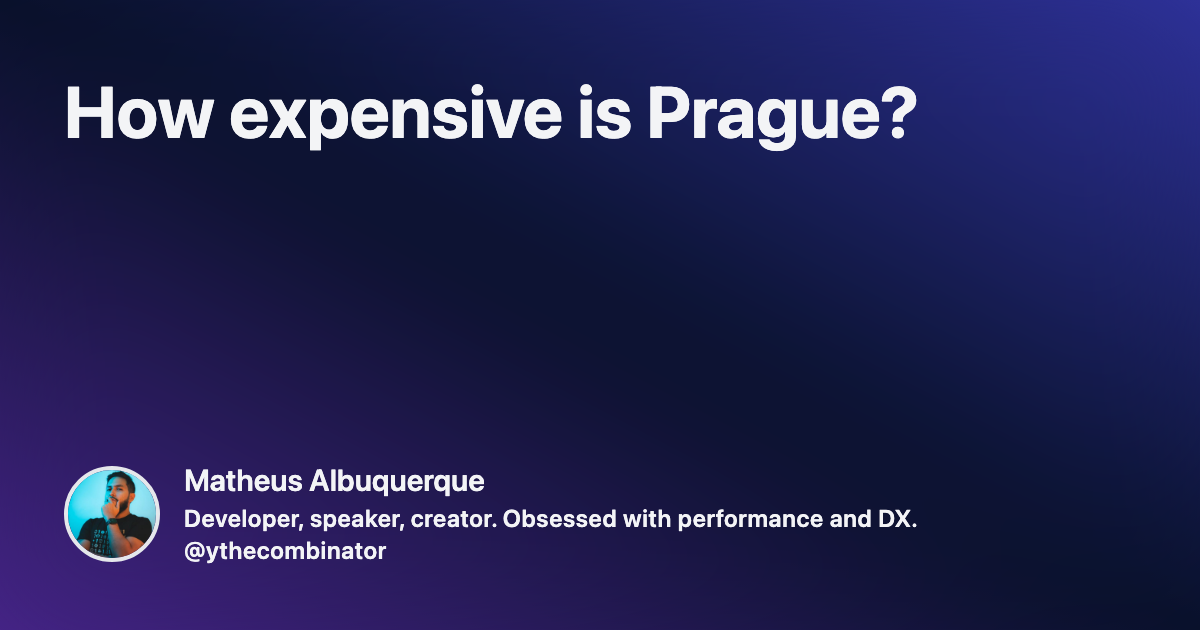 How expensive is Prague?
Matheus Albuquerque
Developer, speaker, creator. Obsessed with performance and DX.
@ythecombinator